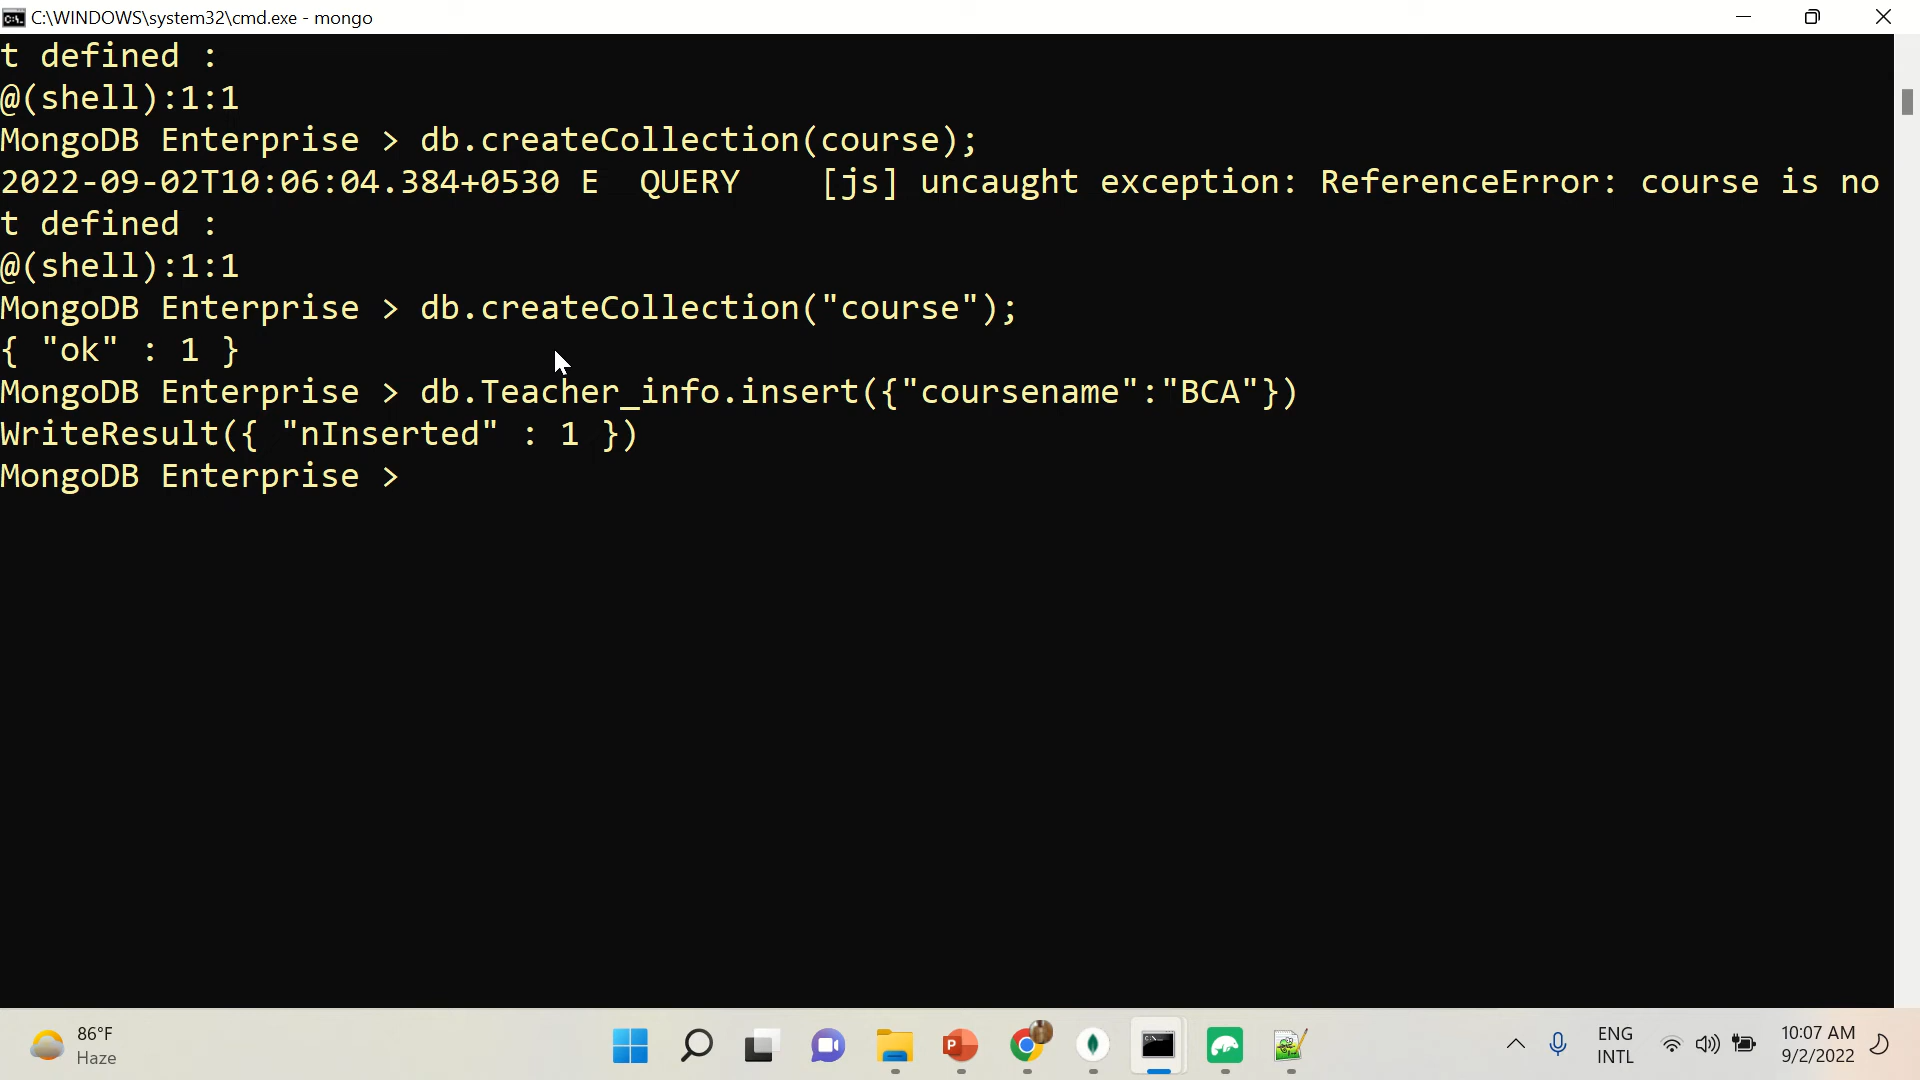 C:\WINDOWS\system32\cmd.exe - mongo
t defined :
@(shell):1:1
MongoDB Enterprise > db.createCollection(course);
2022-09-02T10:06:04.384+0530 E  QUERY    [js] uncaught exception: ReferenceError: course is no
t defined :
@(shell):1:1
MongoDB Enterprise > db.createCollection("course");
{ "ok" : 1 }
MongoDB Enterprise > db.Teacher_info.insert({"coursename":"BCA"})
WriteResult({ "nInserted" : 1 })
MongoDB Enterprise >
86°F
Haze
ENG
INTL
10:07 AM
9/2/2022